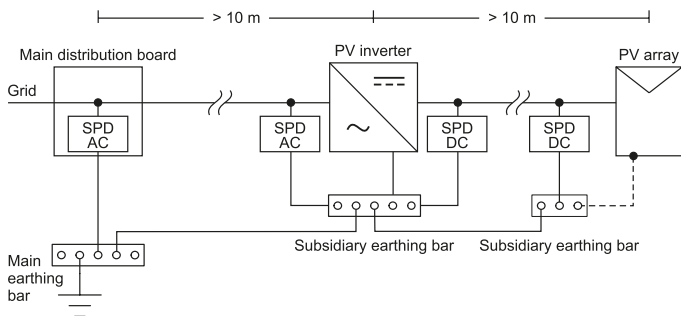 > 10 m
> 10 m
Main distribution board
PV inverter
PV array
Grid
SPD
AC
SPD
AC
SPD
DC
SPD
DC
Subsidiary earthing bar
Subsidiary earthing bar
Main
earthing
bar